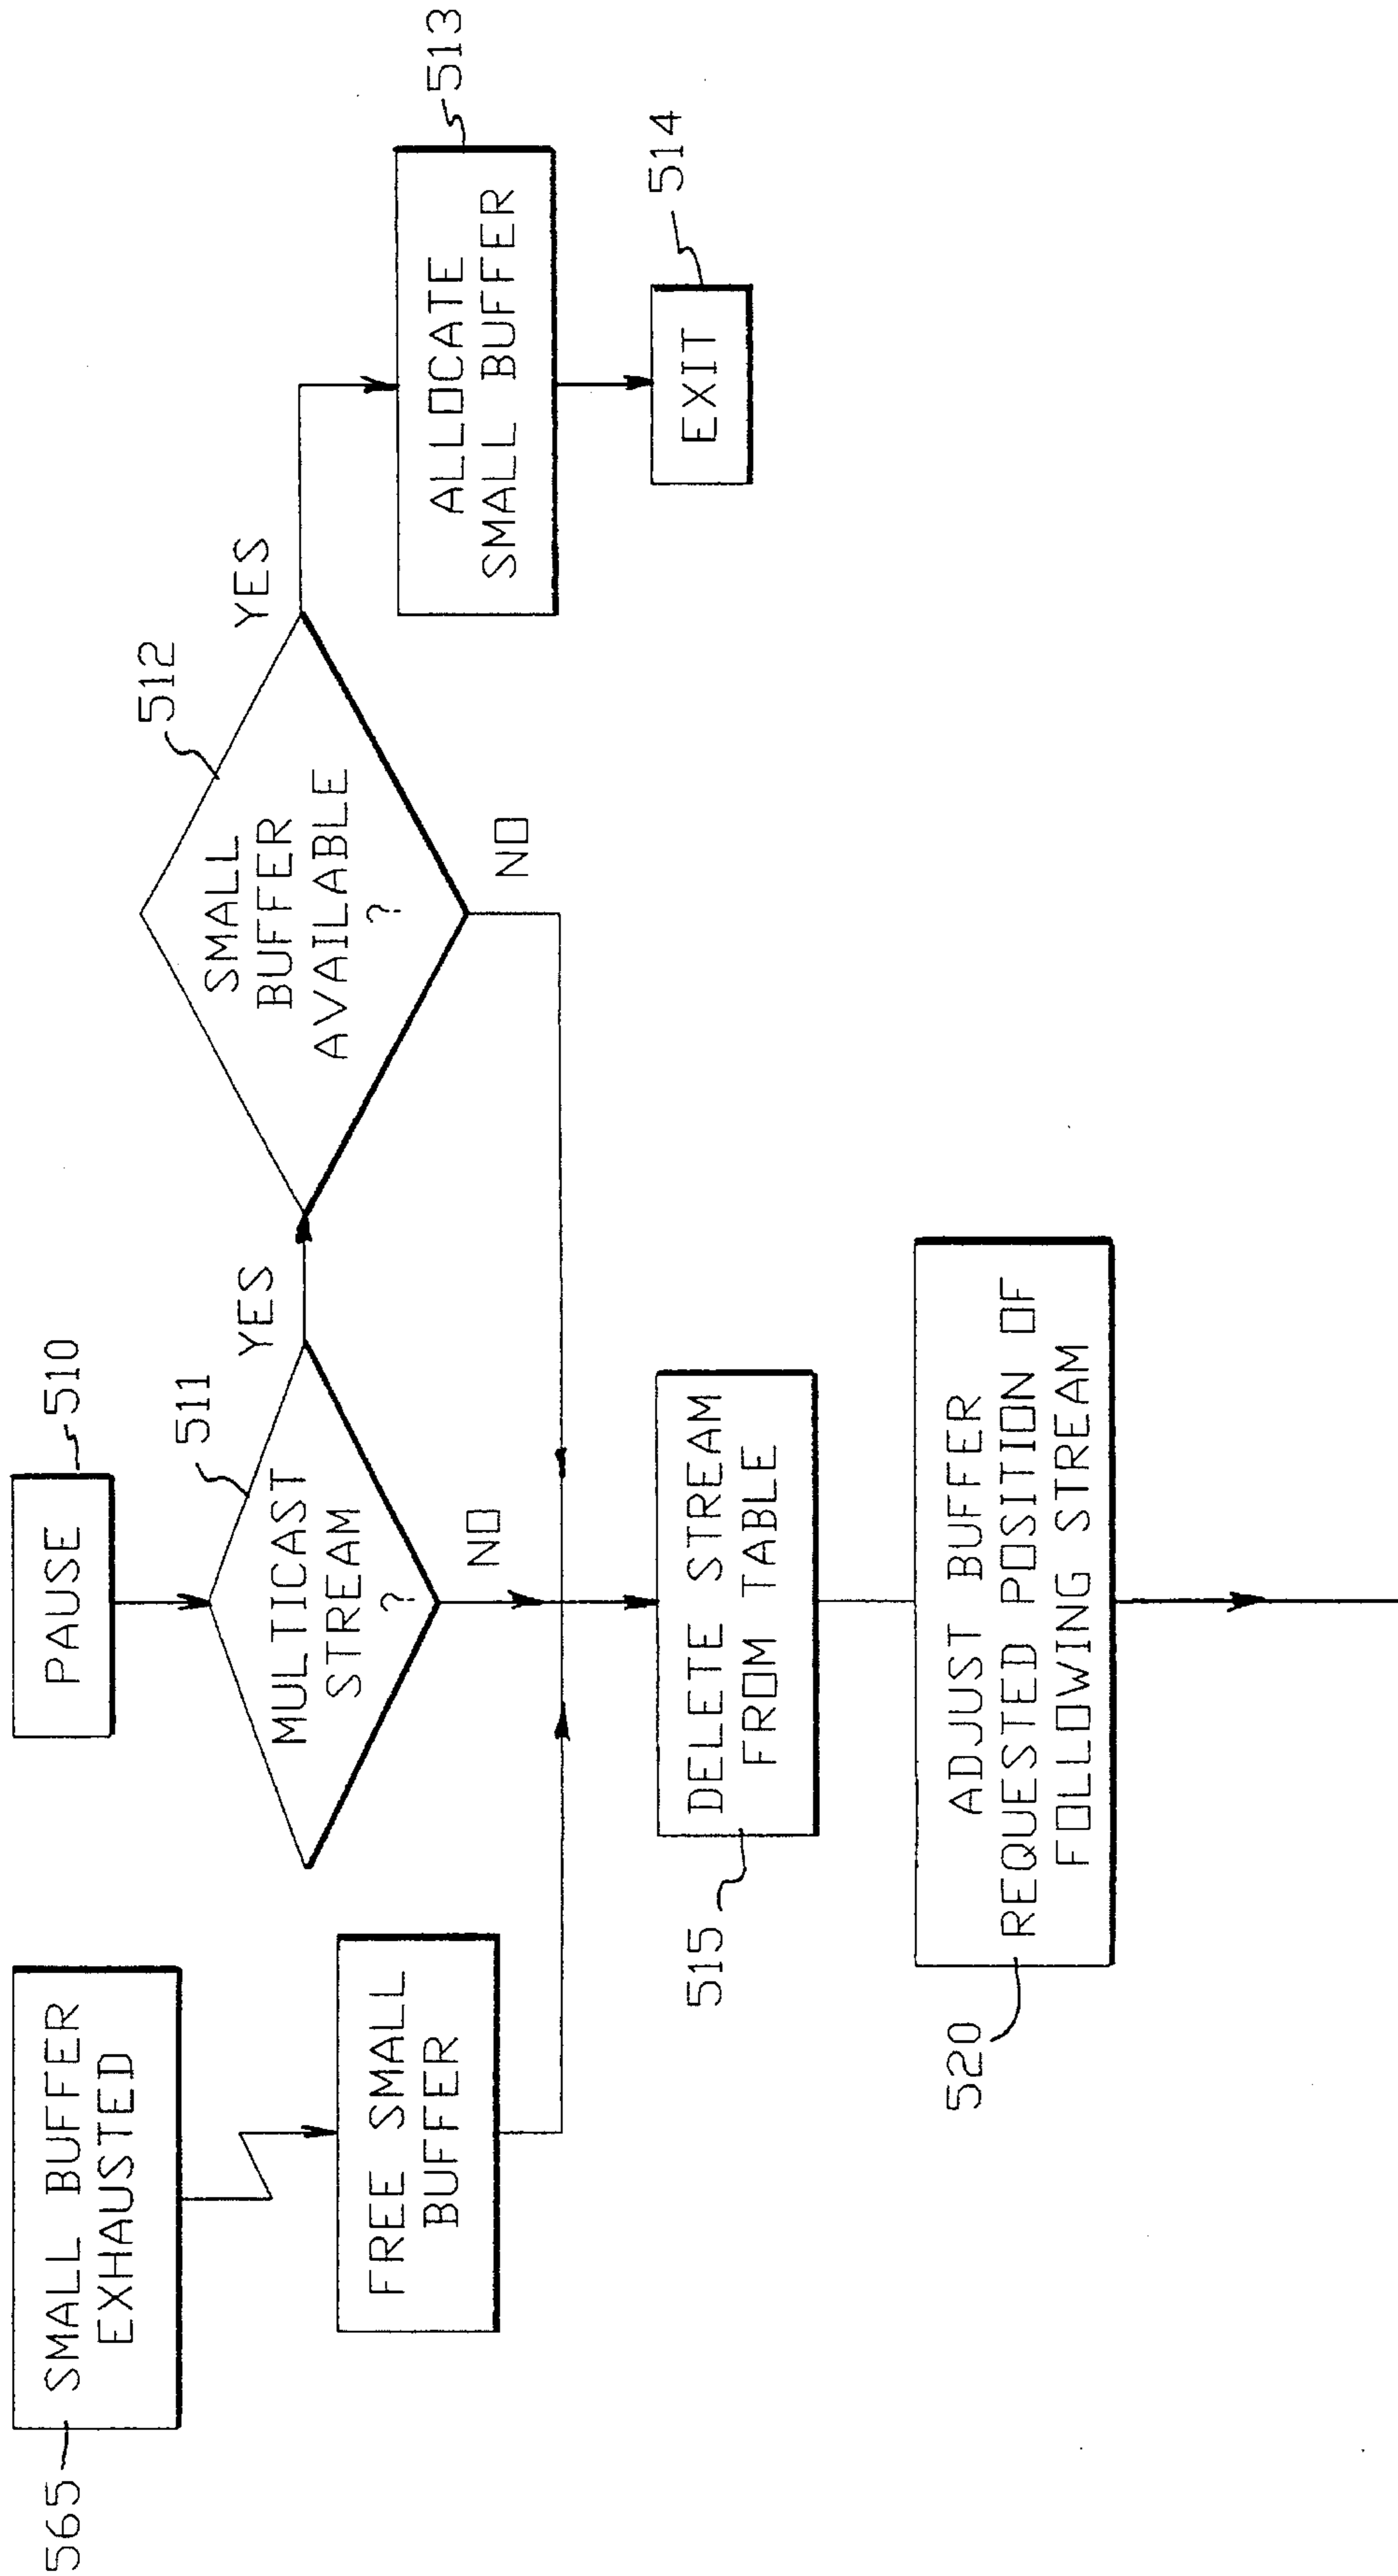 565
SMALL BUFFER
EXHAUSTED
PAUSE
510
FREE SMALL
BUFFER
MULTICAST
STREAM
?
511
YES
NO
SMALL
BUFFER
AVAILABLE
?
512
YES
NO
ALLOCATE
SMALL BUFFER
513
EXIT
514
DELETE STREAM
FROM TABLE
515
ADJUST BUFFER
REQUESTED POSITION OF
FOLLOWING STREAM
520